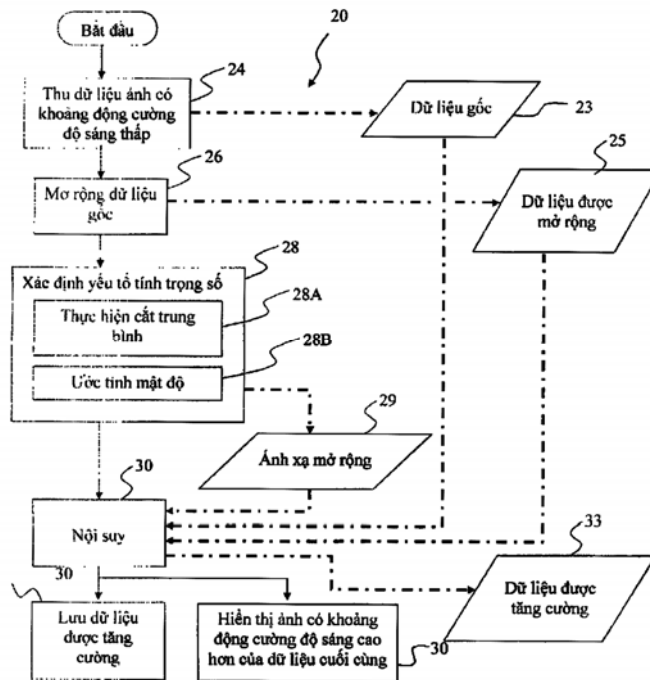 Bắt đầu
20
24
Thu dữ liệu ảnh có
khoảng động cường
độ sáng thấp
Dữ liệu gốc
23
26
Mở rộng dữ liệu
gốc
25
Dữ liệu được
mở rộng
28
Xác định yếu tố tính trọng số
28A
Thực hiện cắt trung
bình
28B
Ước tính mật độ
29
Ánh xạ mở rộng
30
Nội suy
33
Dữ liệu được
tăng cường
30
Lưu dữ liệu
được tăng
cường
Hiển thị ảnh có khoảng
động cường độ sáng cao
hơn của dữ liệu cuối cùng
30